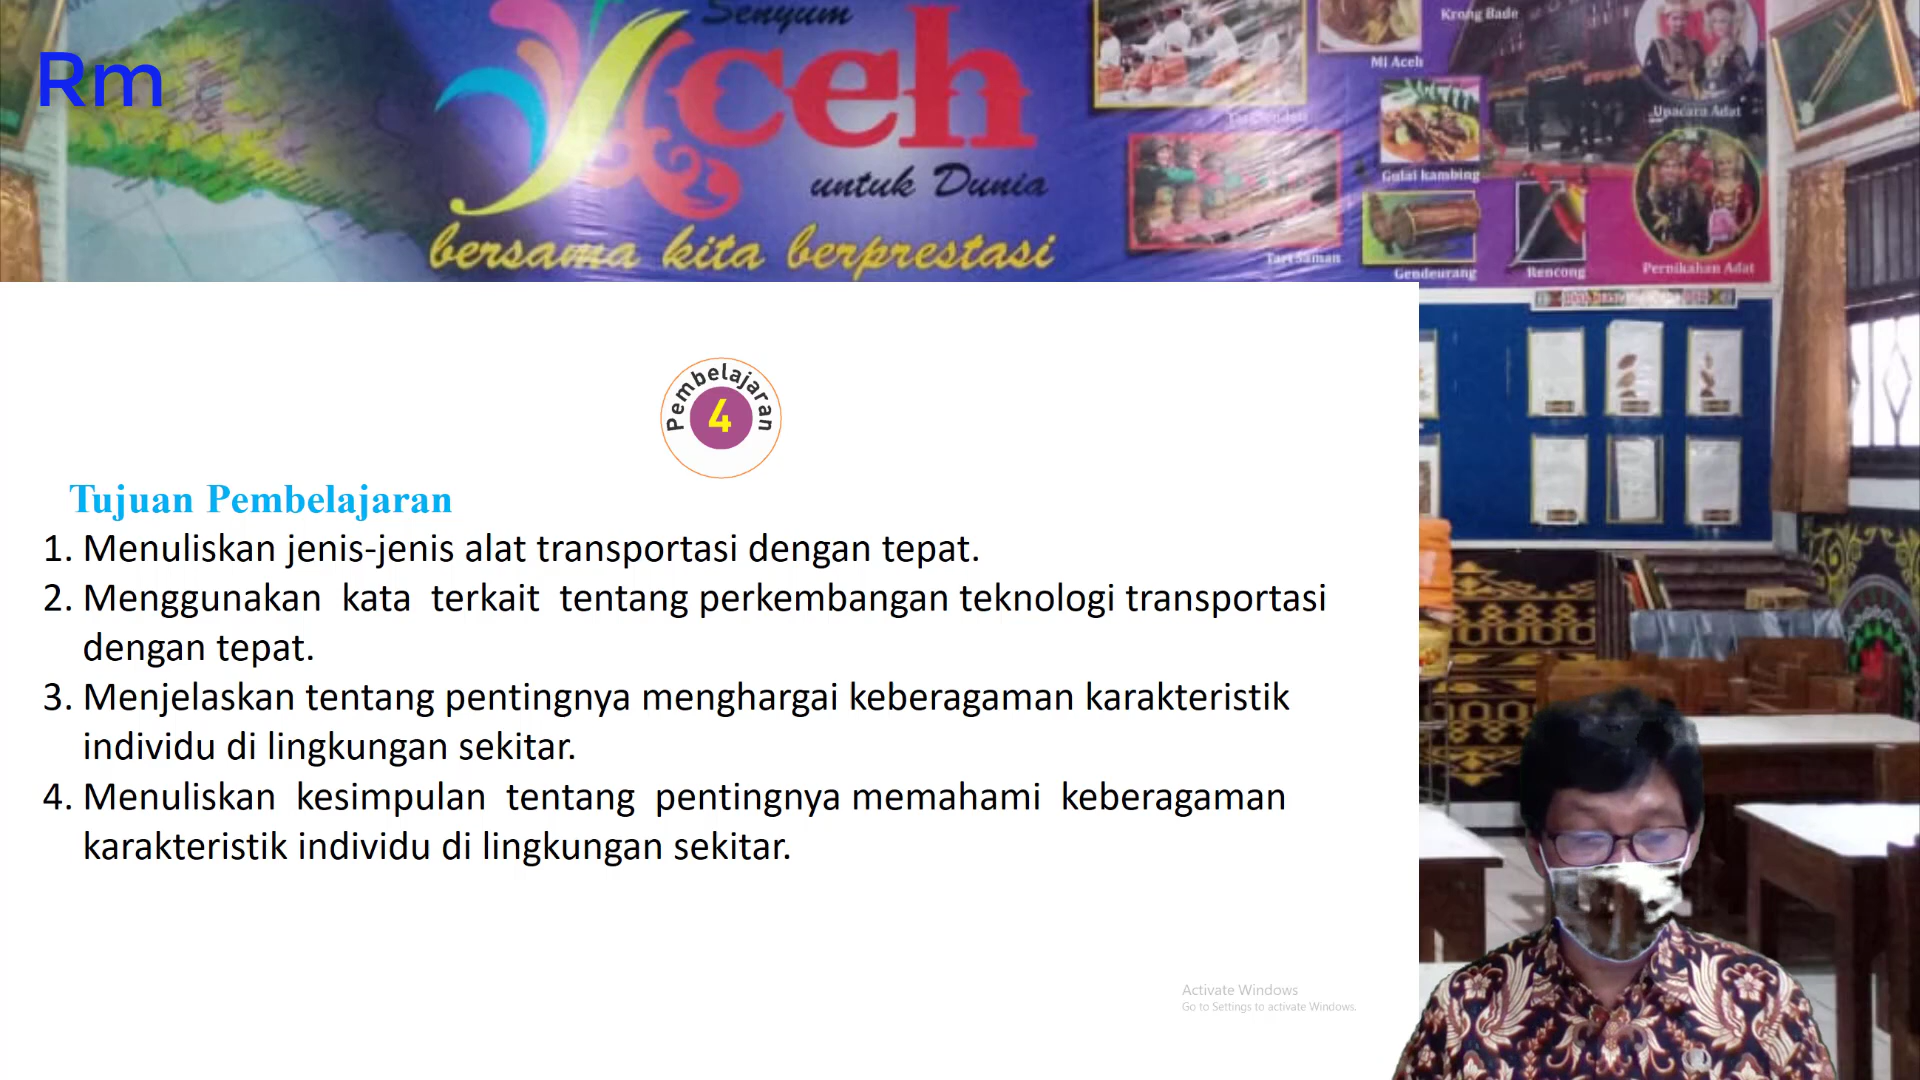 Senyum
Aceh
untuk Dunia
bersama kita berprestasi
Rm
Krong Bade
Mi Aceh
Upacara Adat
Gulai kambing
Tari Saman
Gendeurang
Rencong
Pernikahan Adat
Pembelajaran
4
Tujuan Pembelajaran
1. Menuliskan jenis-jenis alat transportasi dengan tepat.
2. Menggunakan kata terkait tentang perkembangan teknologi transportasi
dengan tepat.
3. Menjelaskan tentang pentingnya menghargai keberagaman karakteristik
individu di lingkungan sekitar.
4. Menuliskan kesimpulan tentang pentingnya memahami keberagaman
karakteristik individu di lingkungan sekitar.
Activate Windows
Go to Settings to activate Windows.